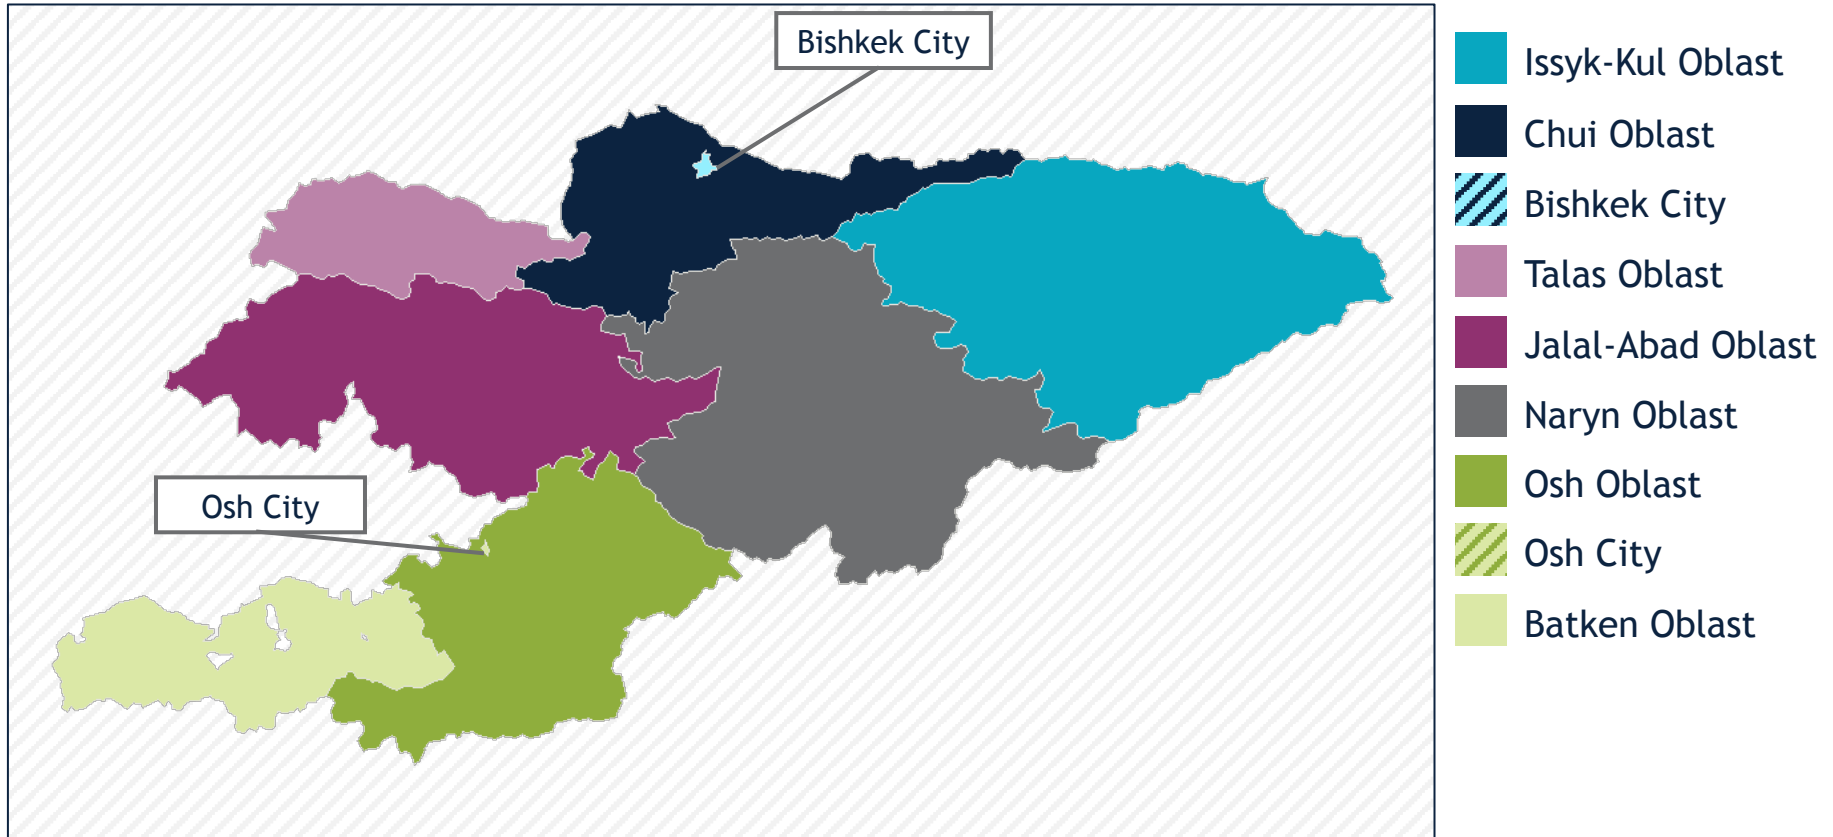 Bishkek City
Osh City
Issyk-Kul Oblast
Chui Oblast
Bishkek City
Talas Oblast
Jalal-Abad Oblast
Naryn Oblast
Osh Oblast
Osh City
Batken Oblast